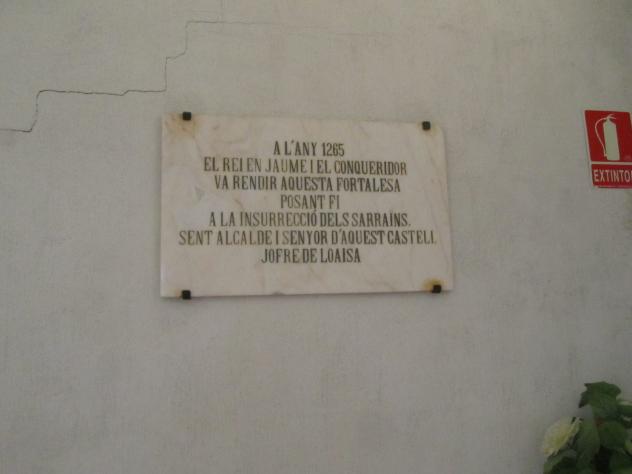 A L'ANY 1265
EL REI EN JAUME I EL CONQUERIDOR
VA RENDIR AQUESTA FORTALESA
POSANT FI
A LA INSURRECCIÓ DELS SARRAÏNS.
SENT ALCALDE I SENYOR D'AQUEST CASTELL
JOFRE DE LOAISA
EXTINTOR